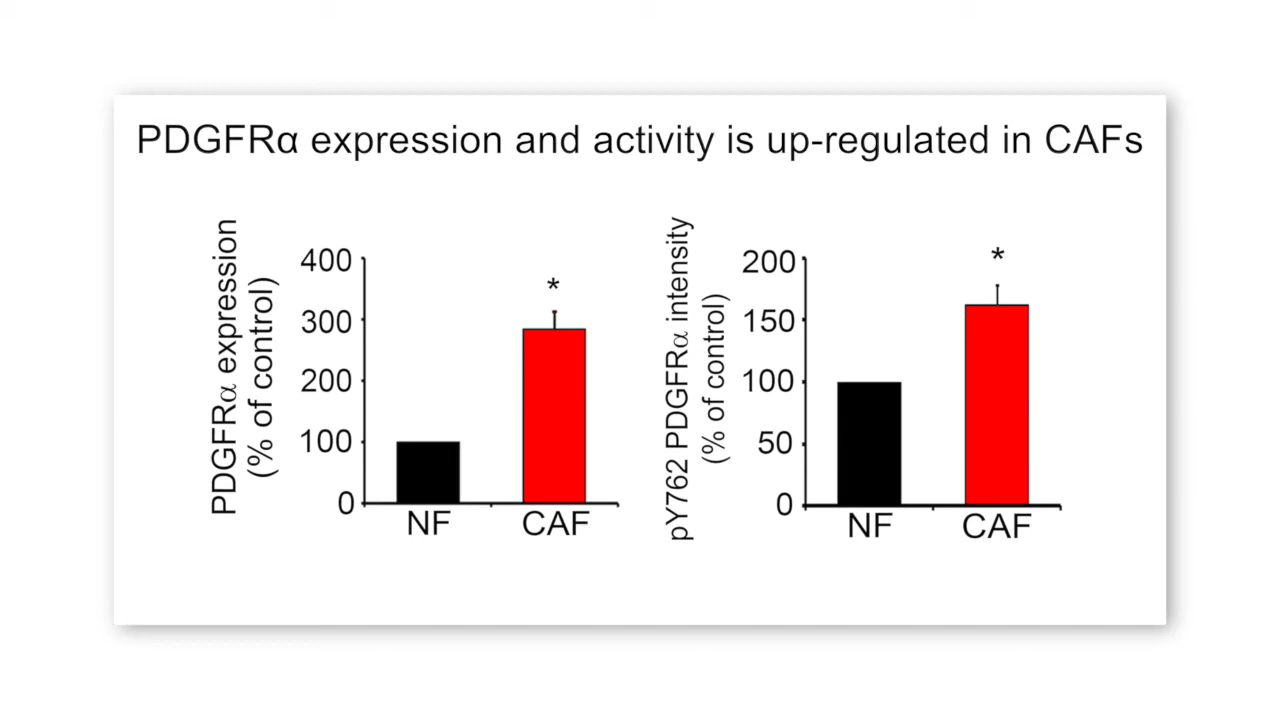 PDGFRα expression and activity is up-regulated in CAFs
PDGFRα expression
(% of control)
400
300
200
100
0
*
NF
CAF
pY762 PDGFRα intensity
(% of control)
200
150
100
50
0
*
NF
CAF